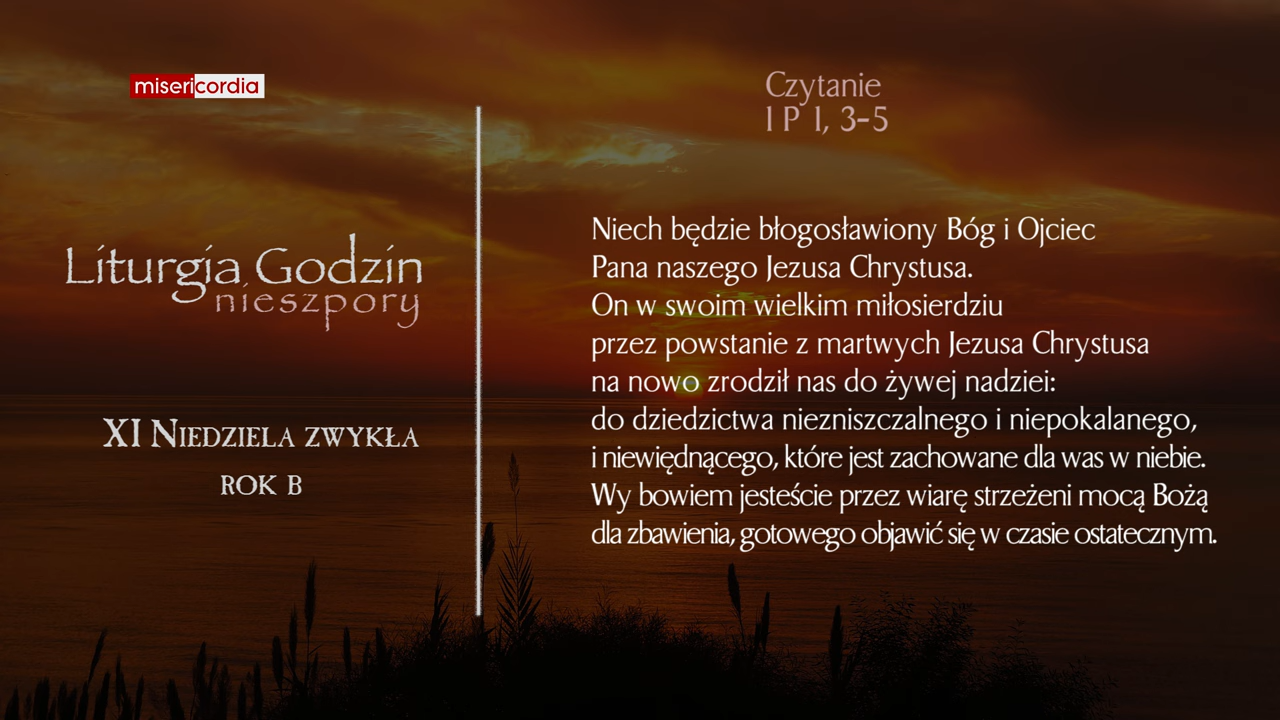 misericordia
Liturgia Godzin
nieszpory
XI Niedziela zwykła
rok B
Czytanie
1 P 1, 3-5
Niech będzie błogosławiony Bóg i Ojciec
Pana naszego Jezusa Chrystusa.
On w swoim wielkim miłosierdziu
przez powstanie z martwych Jezusa Chrystusa
na nowo zrodził nas do żywej nadziei:
do dziedzictwa niezniszczalnego i niepokalanego,
i niewiędnącego, które jest zachowane dla was w niebie.
Wy bowiem jesteście przez wiarę strzeżeni mocą Bożą
dla zbawienia, gotowego objawić się w czasie ostatecznym.